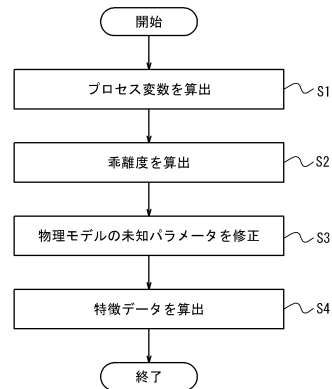 開始
プロセス変数を算出
S1
乖離度を算出
S2
物理モデルの未知パラメータを修正
S3
特徴データを算出
S4
終了